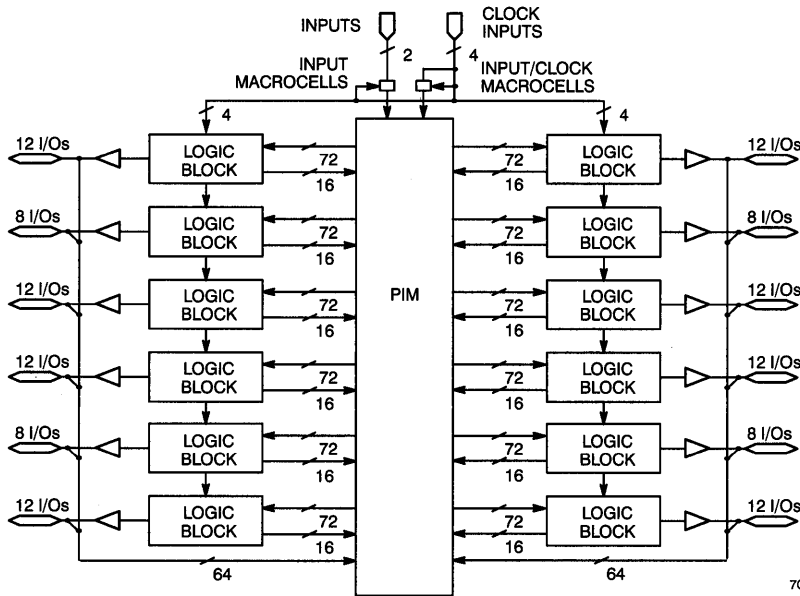 INPUTS
CLOCK
INPUTS
2
4
INPUT
MACROCELLS
INPUT/CLOCK
MACROCELLS
4
4
12 I/Os
LOGIC
BLOCK
72
16
72
16
LOGIC
BLOCK
12 I/Os
8 I/Os
LOGIC
BLOCK
72
16
72
16
LOGIC
BLOCK
8 I/Os
12 I/Os
LOGIC
BLOCK
72
16
PIM
72
16
LOGIC
BLOCK
12 I/Os
12 I/Os
LOGIC
BLOCK
72
16
72
16
LOGIC
BLOCK
12 I/Os
8 I/Os
LOGIC
BLOCK
72
16
72
16
LOGIC
BLOCK
8 I/Os
12 I/Os
LOGIC
BLOCK
72
16
72
16
LOGIC
BLOCK
12 I/Os
64
64